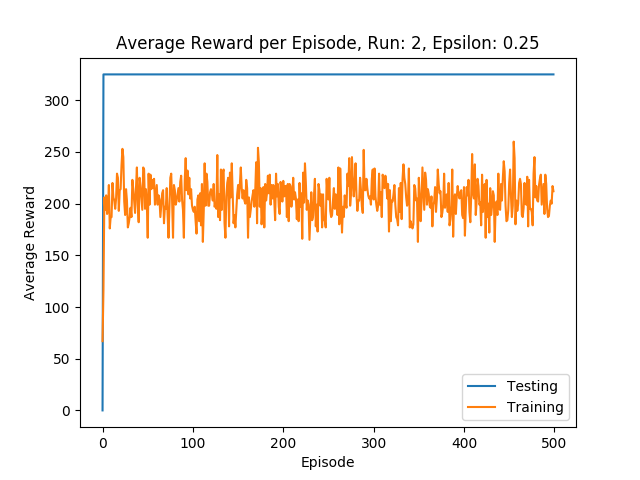 Average Reward per Episode, Run: 2, Epsilon: 0.25
Average Reward
300
250
200
150
100
50
0
0 100 200 300 400 500
Episode
Testing
Training